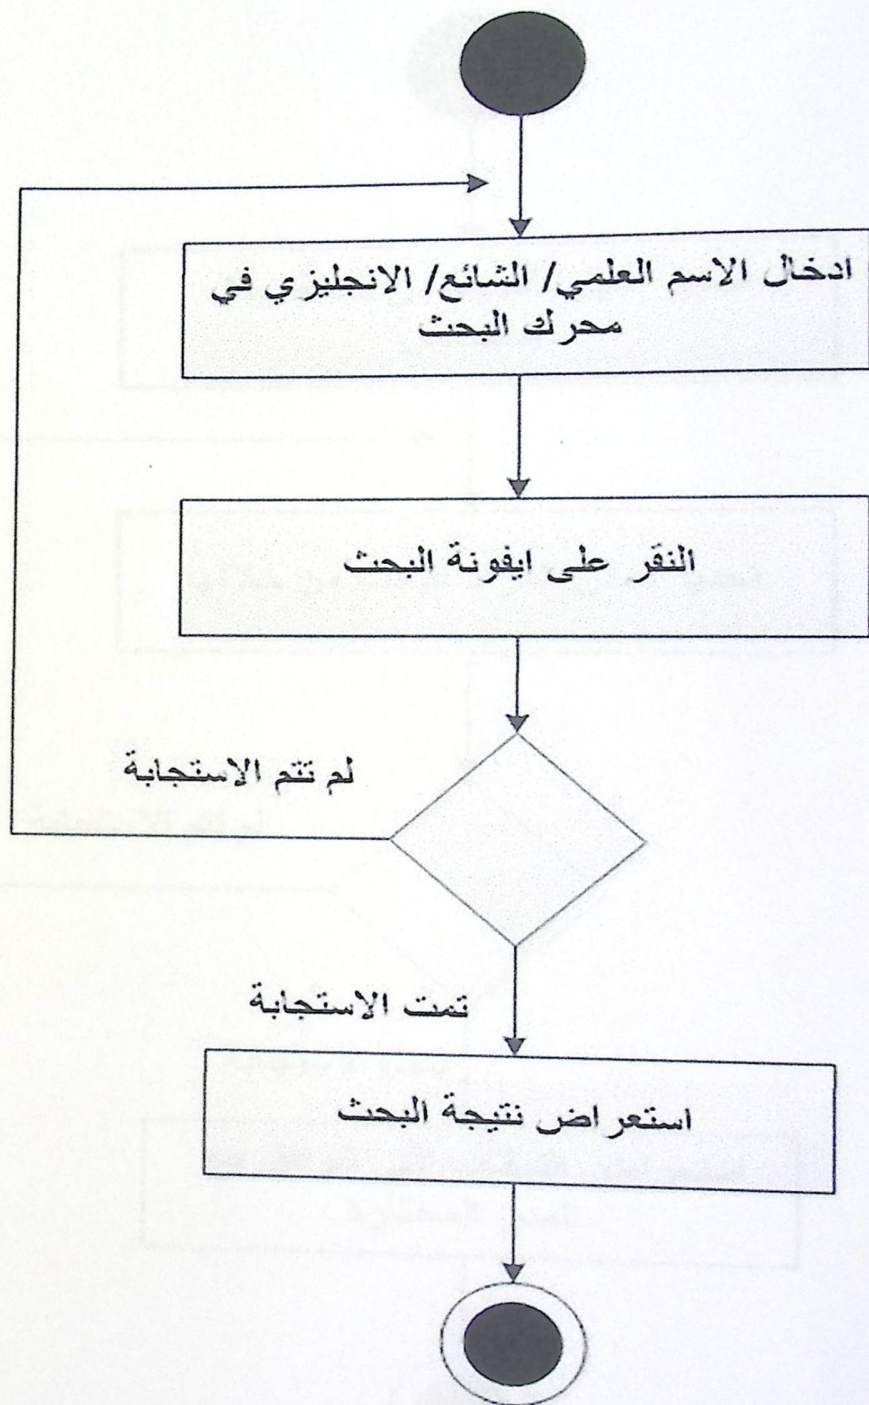 ادخال الاسم العلمي/ الشائع/ الانجليزي في
محرك البحث
النقر على ايفونة البحث
لم تتم الاستجابة
تمت الاستجابة
استعراض نتيجة البحث